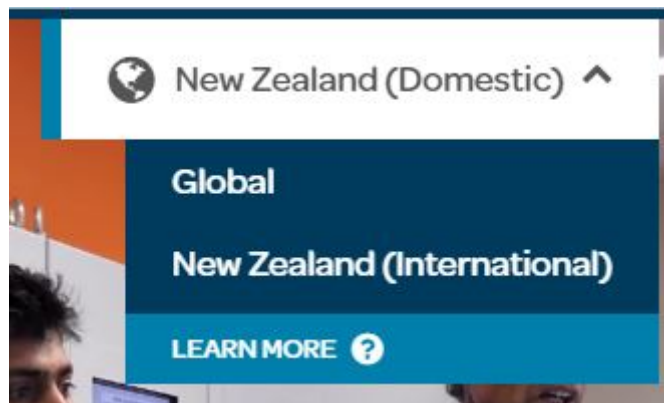 New Zealand (Domestic)
Global
New Zealand (International)
LEARN MORE ?